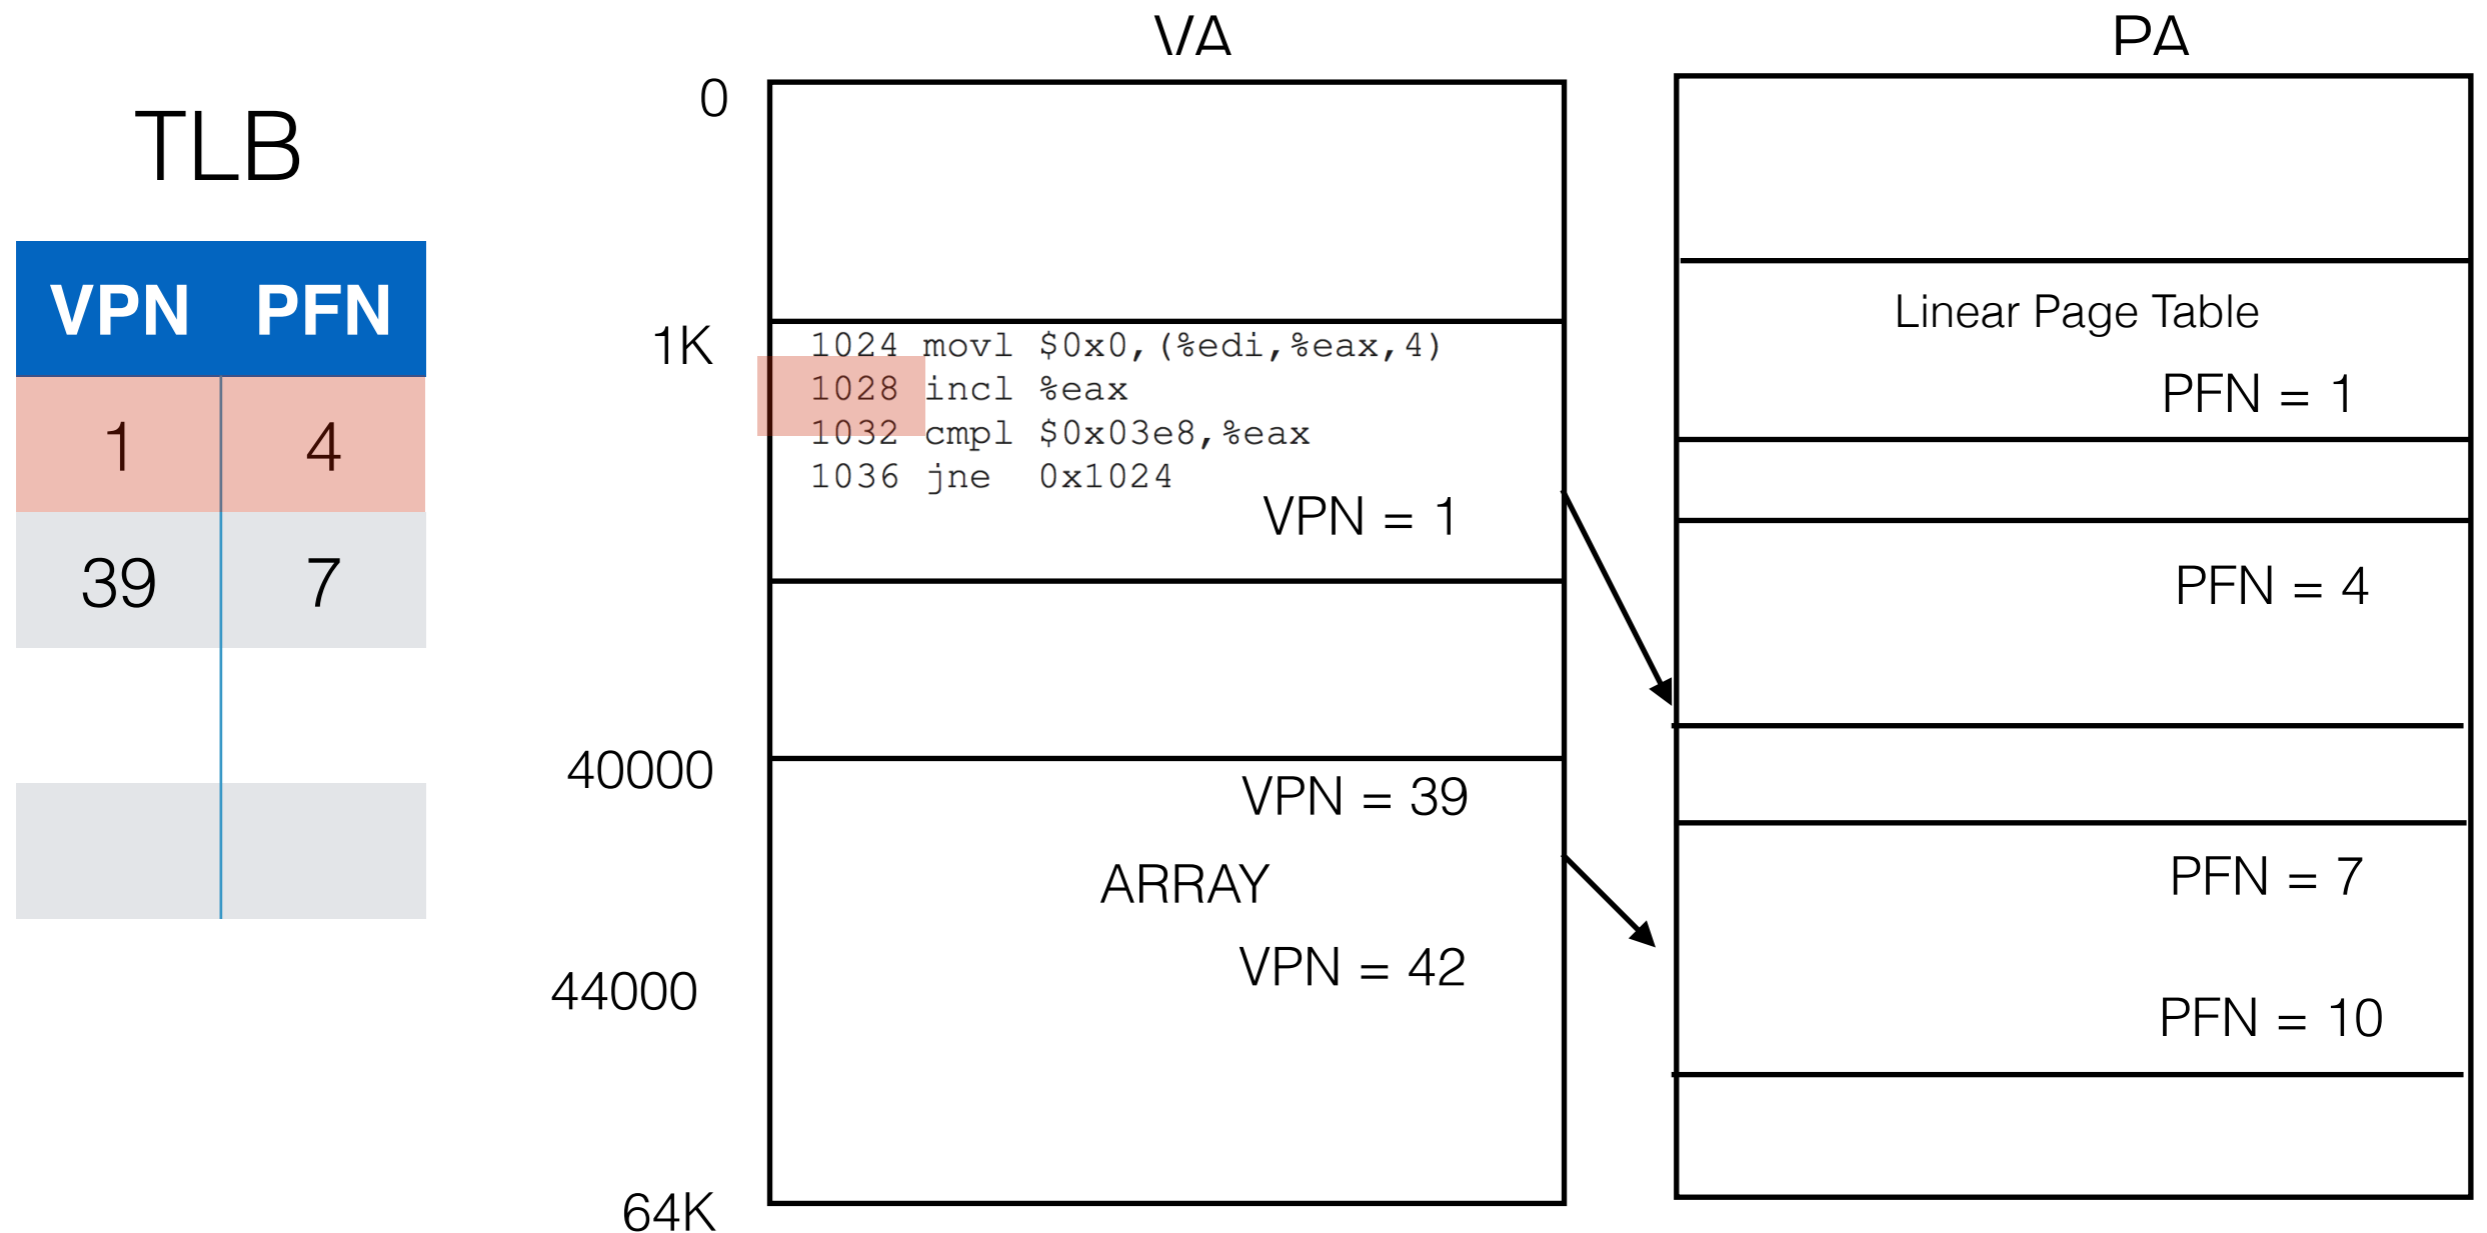 TLB
VPN PFN
1 4
39 7
VA
0
1K
1024 movl $0x0,(%edi,%eax,4)
1028 incl %eax
1032 cmpl $0x03e8,%eax
1036 jne 0x1024
VPN = 1
40000
VPN = 39
ARRAY
VPN = 42
44000
64K
PA
Linear Page Table
PFN = 1
PFN = 4
PFN = 7
PFN = 10